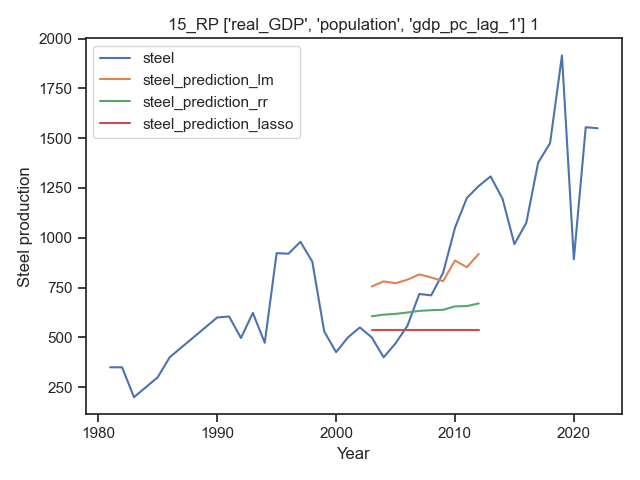 15_RP ['real_GDP', 'population', 'gdp_pc_lag_1'] 1
steel
steel_prediction_lm
steel_prediction_rr
steel_prediction_lasso
Steel production
2000
1750
1500
1250
1000
750
500
250
1980
1990
2000
2010
2020
Year